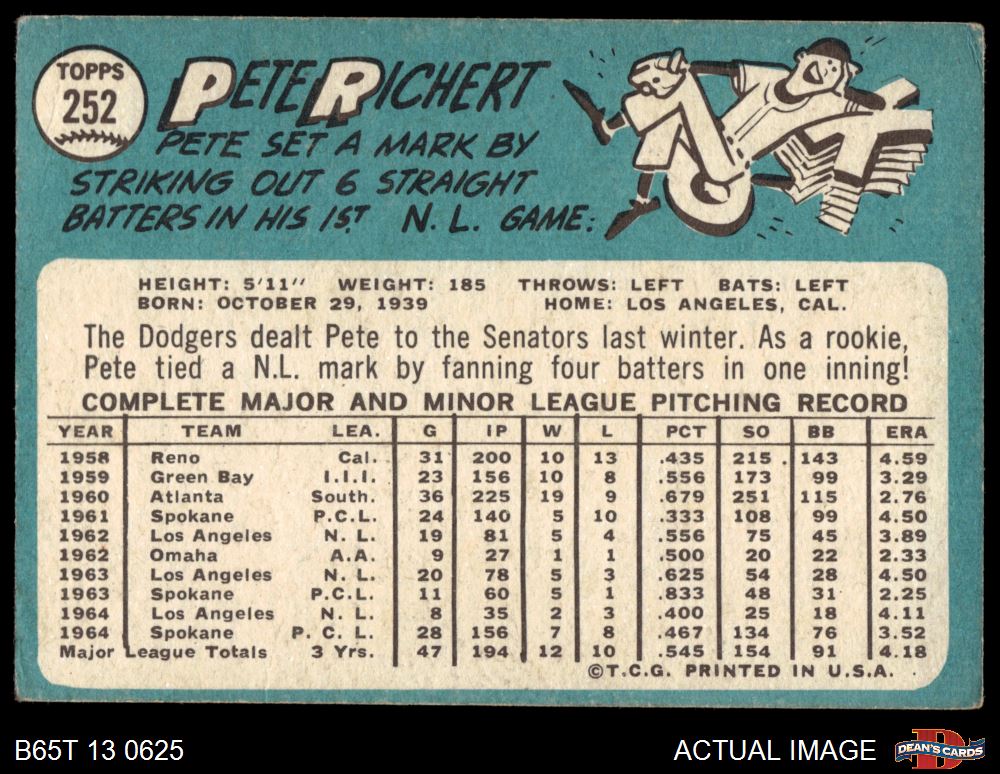 TOPPS
252
PETE RICHERT
PETE SET A MARK BY
STRIKING OUT 6 STRAIGHT
BATTERS IN HIS 1ST N.L. GAME.
HEIGHT: 5'11" WEIGHT: 185 THROWS: LEFT BATS: LEFT
BORN: OCTOBER 29, 1939 HOME: LOS ANGELES, CAL.
The Dodgers dealt Pete to the Senators last winter. As a rookie,
Pete tied a N.L. mark by fanning four batters in one inning!
COMPLETE MAJOR AND MINOR LEAGUE PITCHING RECORD
YEAR TEAM LEA. G IP W L PCT SO BB ERA
1958 Reno Cal. 31 200 10 13 .435 215 143 4.59
1959 Green Bay I.I.I. 23 156 10 8 .556 173 99 3.29
1960 Atlanta South. 36 225 19 9 .679 251 115 2.76
1961 Spokane P.C.L. 24 140 5 10 .333 108 99 4.50
1962 Los Angeles N. L. 19 81 5 4 .556 75 45 3.89
1962 Omaha A.A. 9 27 1 1 .500 20 22 2.33
1963 Los Angeles N. L. 20 78 5 3 .625 54 28 4.50
1963 Spokane P.C.L. 11 60 5 1 .833 48 31 2.25
1964 Los Angeles N. L. 8 35 2 3 .400 25 18 4.11
1964 Spokane P. C. L. 28 156 7 8 .467 134 76 3.52
Major League Totals 3 Yrs. 47 194 12 10 .545 154 91 4.18
©T.C.G. PRINTED IN U.S.A.
B65T 13 0625 ACTUAL IMAGE DEAN'S CARDS